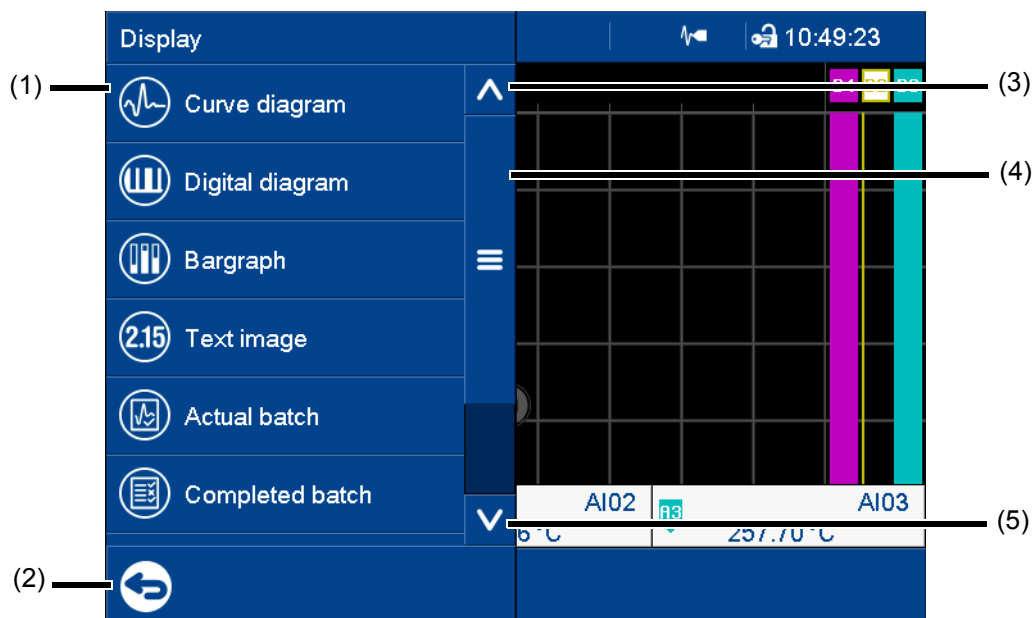 Display
10:49:23
(1)
Curve diagram
(3)
Digital diagram
(4)
Bargraph
2.15 Text image
Actual batch
Completed batch
AI02
AI03
(5)
257.70 °C
(2)